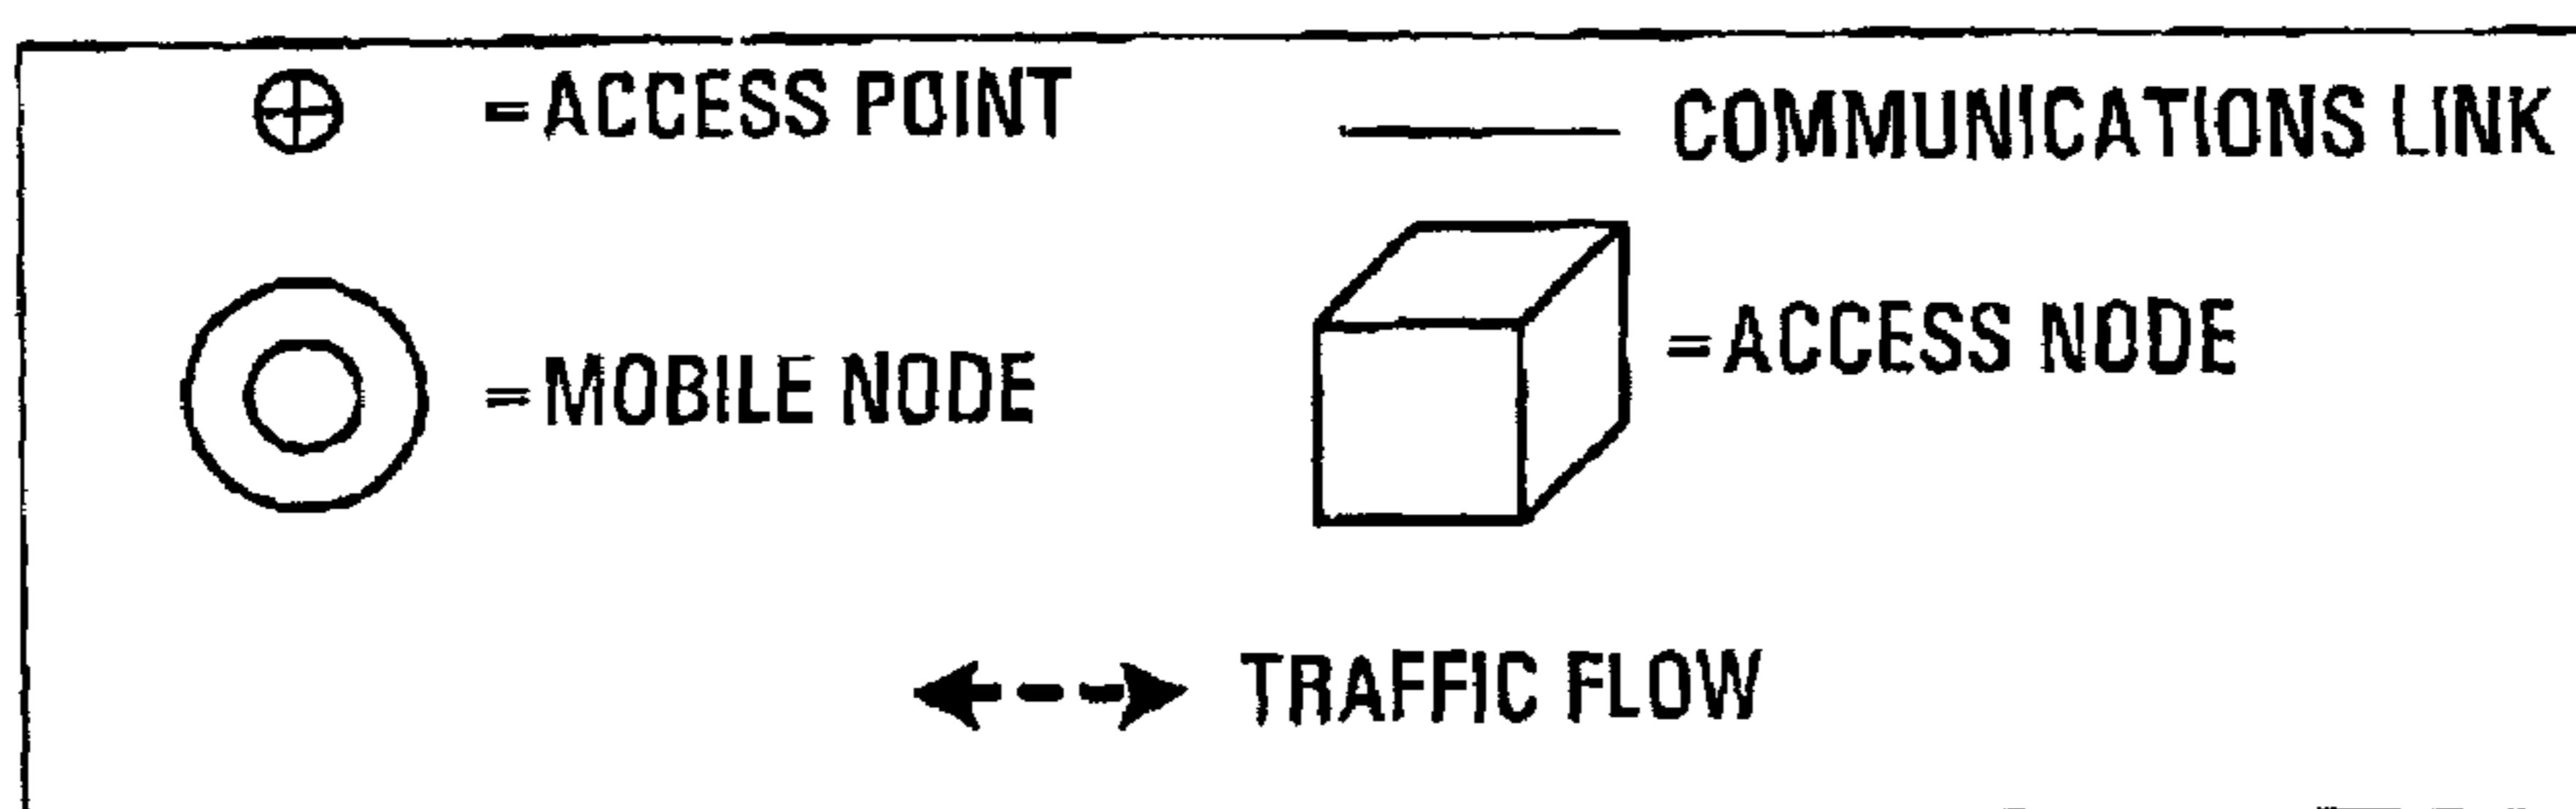 =ACCESS POINT
COMMUNICATIONS LINK
=MOBILE NODE
=ACCESS NODE
TRAFFIC FLOW